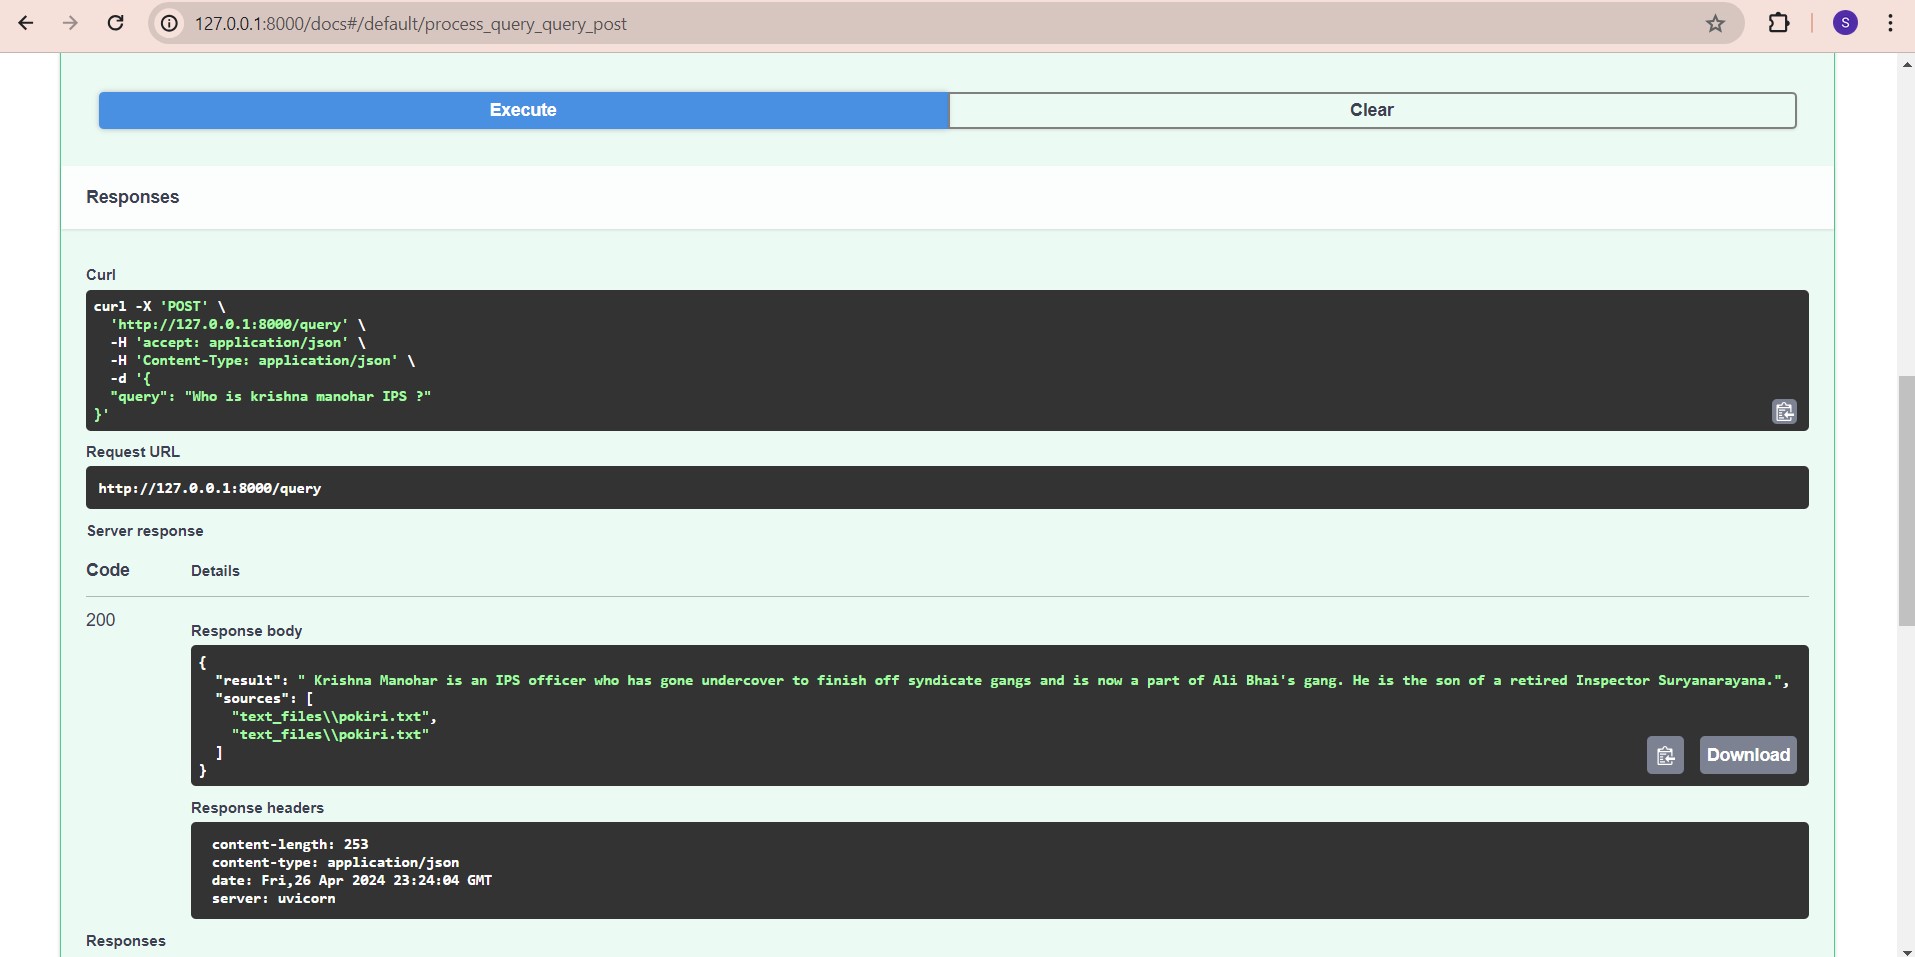 127.0.0.1:8000/docs#/default/process_query_query_post
S
Execute
Clear
Responses
Curl
curl -X 'POST' \
  'http://127.0.0.1:8000/query' \
  -H 'accept: application/json' \
  -H 'Content-Type: application/json' \
  -d '{
  "query": "Who is krishna manohar IPS ?"
}'
Request URL
http://127.0.0.1:8000/query
Server response
Code Details
200
Response body
{
  "result": " Krishna Manohar is an IPS officer who has gone undercover to finish off syndicate gangs and is now a part of Ali Bhai's gang. He is the son of a retired Inspector Suryanarayana.",
  "sources": [
    "text_files\\pokiri.txt",
    "text_files\\pokiri.txt"
  ]
}
Download
Response headers
content-length: 253
content-type: application/json
date: Fri,26 Apr 2024 23:24:04 GMT
server: uvicorn
Responses